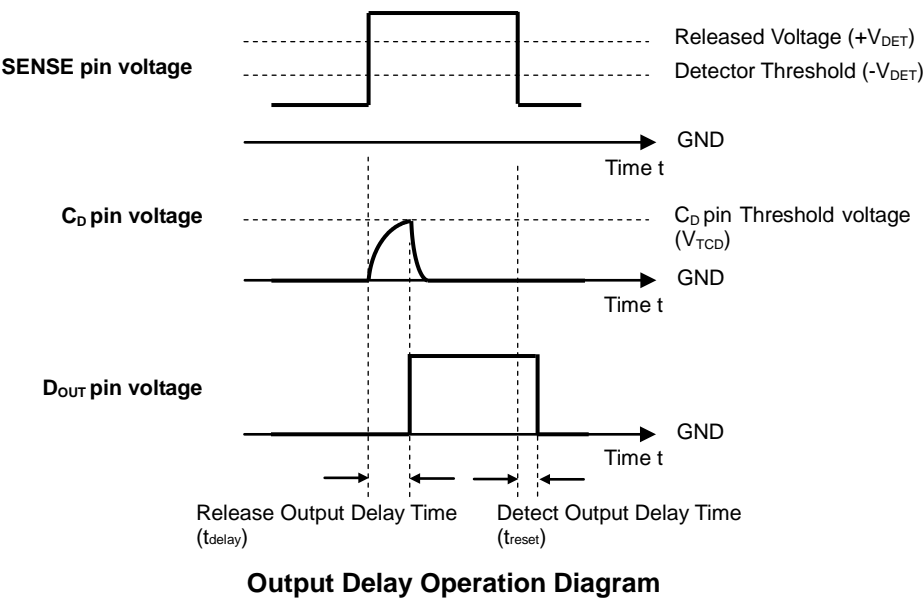 Released Voltage (+VDET)
SENSE pin voltage
Detector Threshold (-VDET)
GND
Time t
CD pin voltage
CD pin Threshold voltage
(VTCD)
GND
Time t
DOUT pin voltage
GND
Time t
Release Output Delay Time
(tdelay)
Detect Output Delay Time
(treset)
Output Delay Operation Diagram